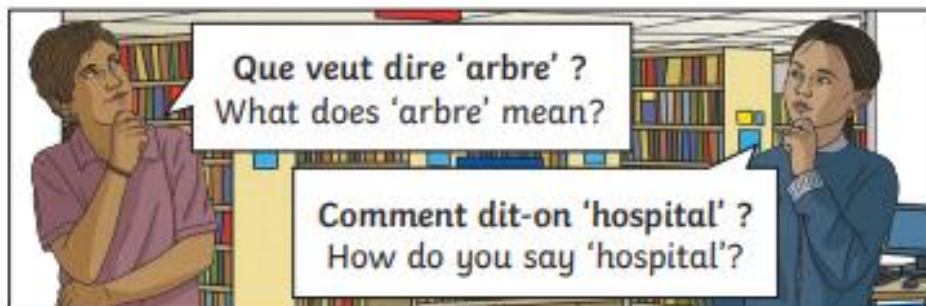 Que veut dire ‘arbre’ ?
What does ‘arbre’ mean?
Comment dit-on ‘hospital’ ?
How do you say ‘hospital’?